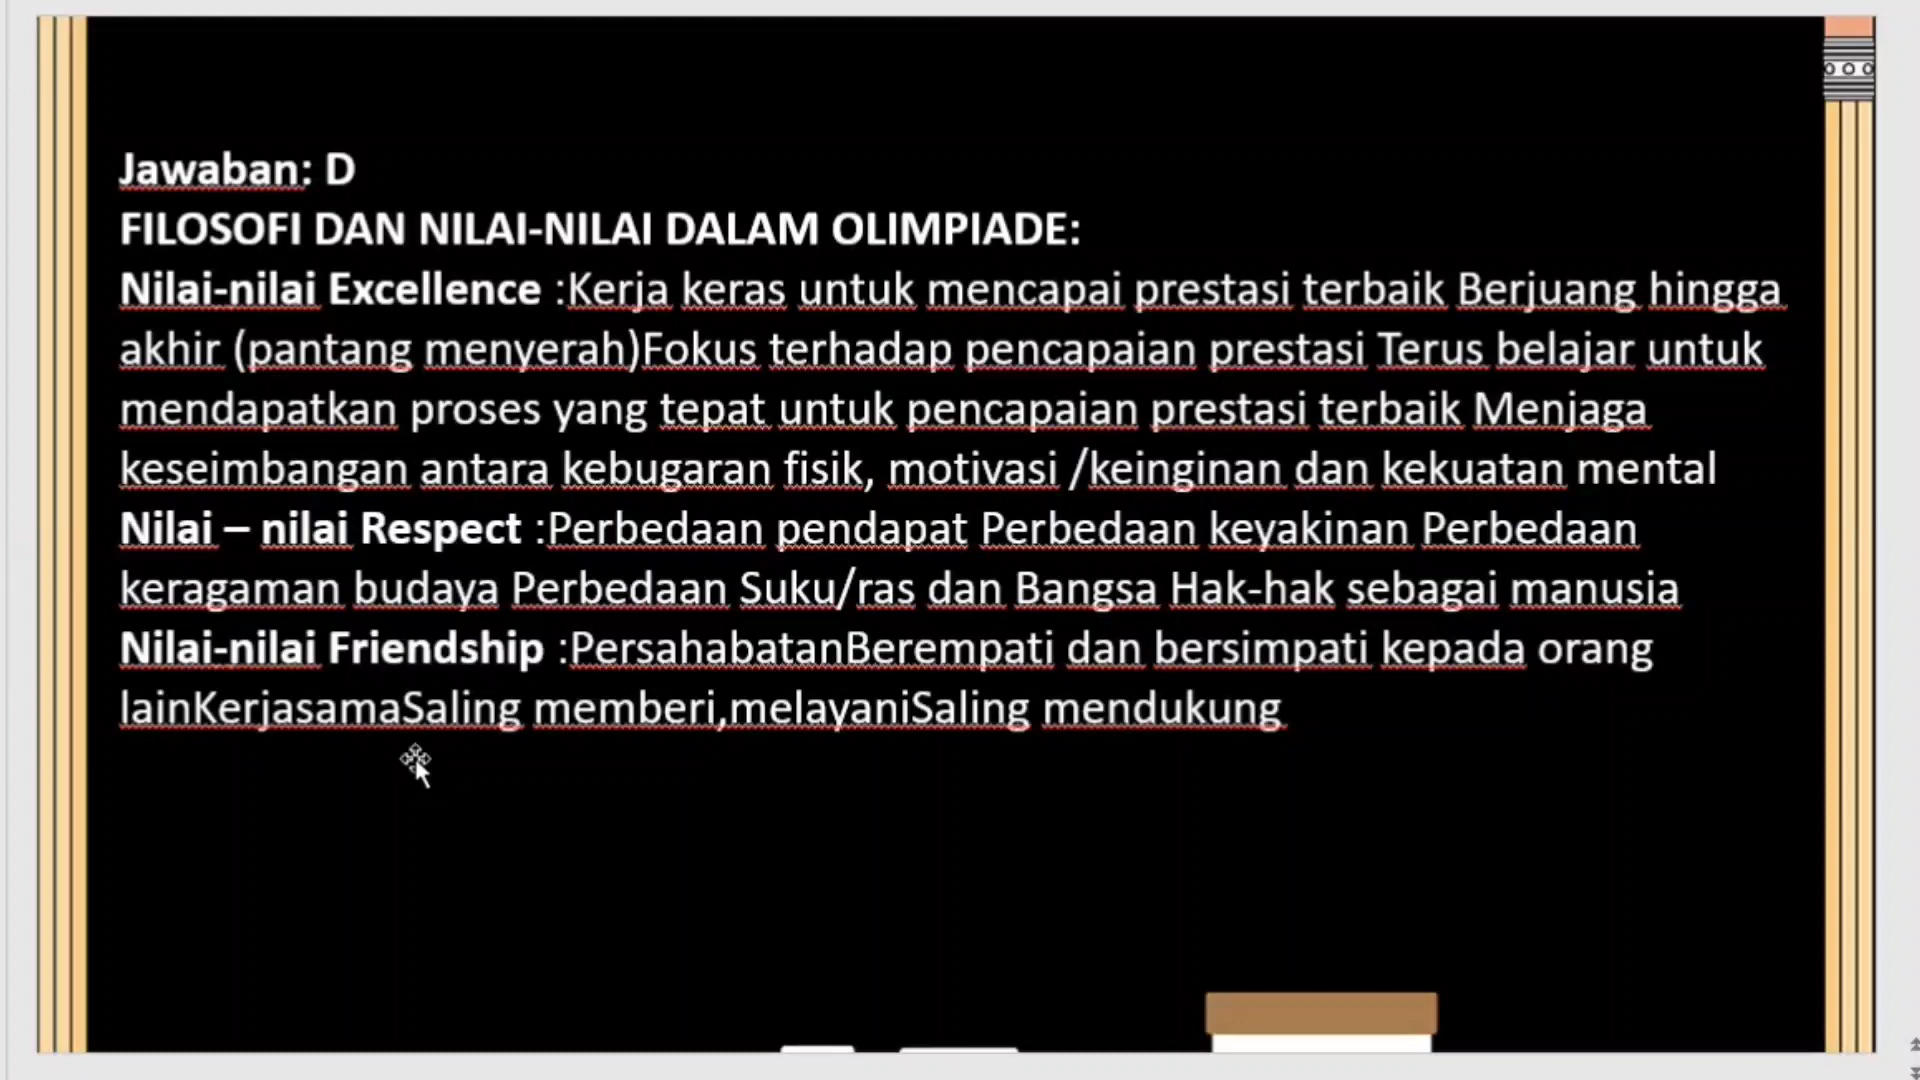 Jawaban: D
FILOSOFI DAN NILAI-NILAI DALAM OLIMPIADE:
Nilai-nilai Excellence :Kerja keras untuk mencapai prestasi terbaik Berjuang hingga
akhir (pantang menyerah)Fokus terhadap pencapaian prestasi Terus belajar untuk
mendapatkan proses yang tepat untuk pencapaian prestasi terbaik Menjaga
keseimbangan antara kebugaran fisik, motivasi /keinginan dan kekuatan mental
Nilai – nilai Respect :Perbedaan pendapat Perbedaan keyakinan Perbedaan
keragaman budaya Perbedaan Suku/ras dan Bangsa Hak-hak sebagai manusia
Nilai-nilai Friendship :PersahabatanBerempati dan bersimpati kepada orang
lainKerjasamaSaling memberi,melayaniSaling mendukung